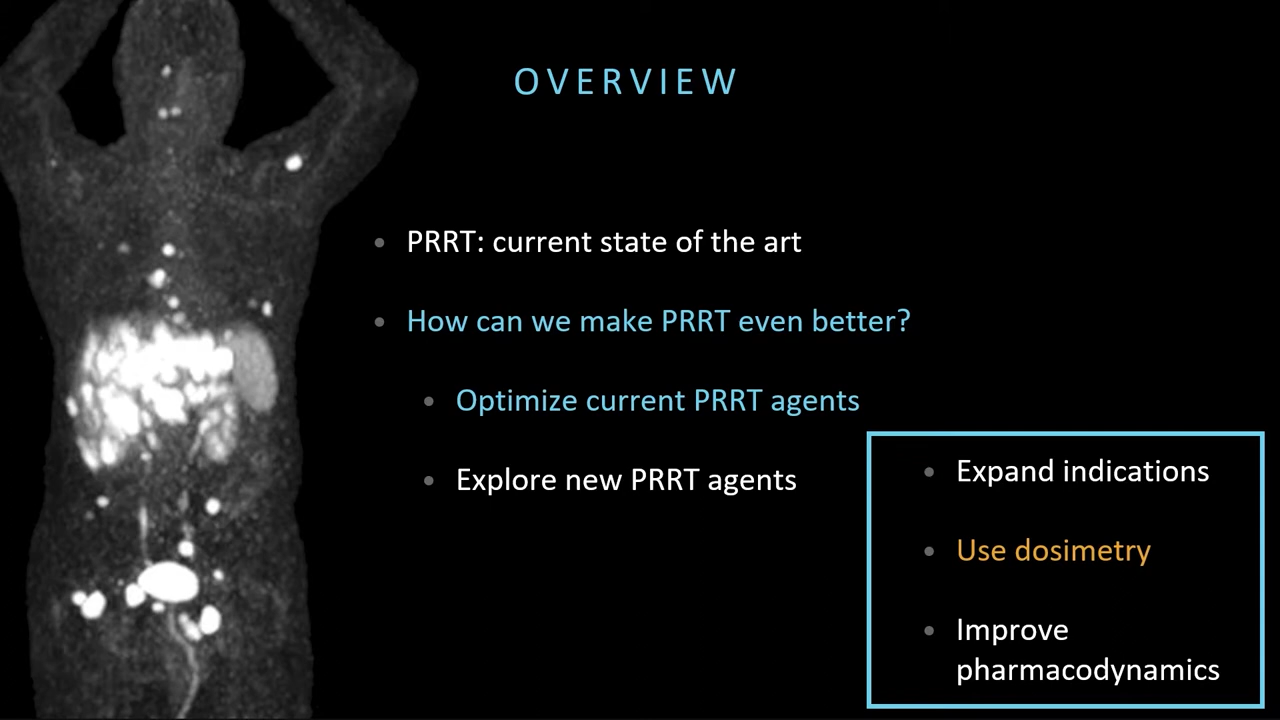 OVERVIEW
PRRT: current state of the art
How can we make PRRT even better?
Optimize current PRRT agents
Explore new PRRT agents
Expand indications
Use dosimetry
Improve
pharmacodynamics